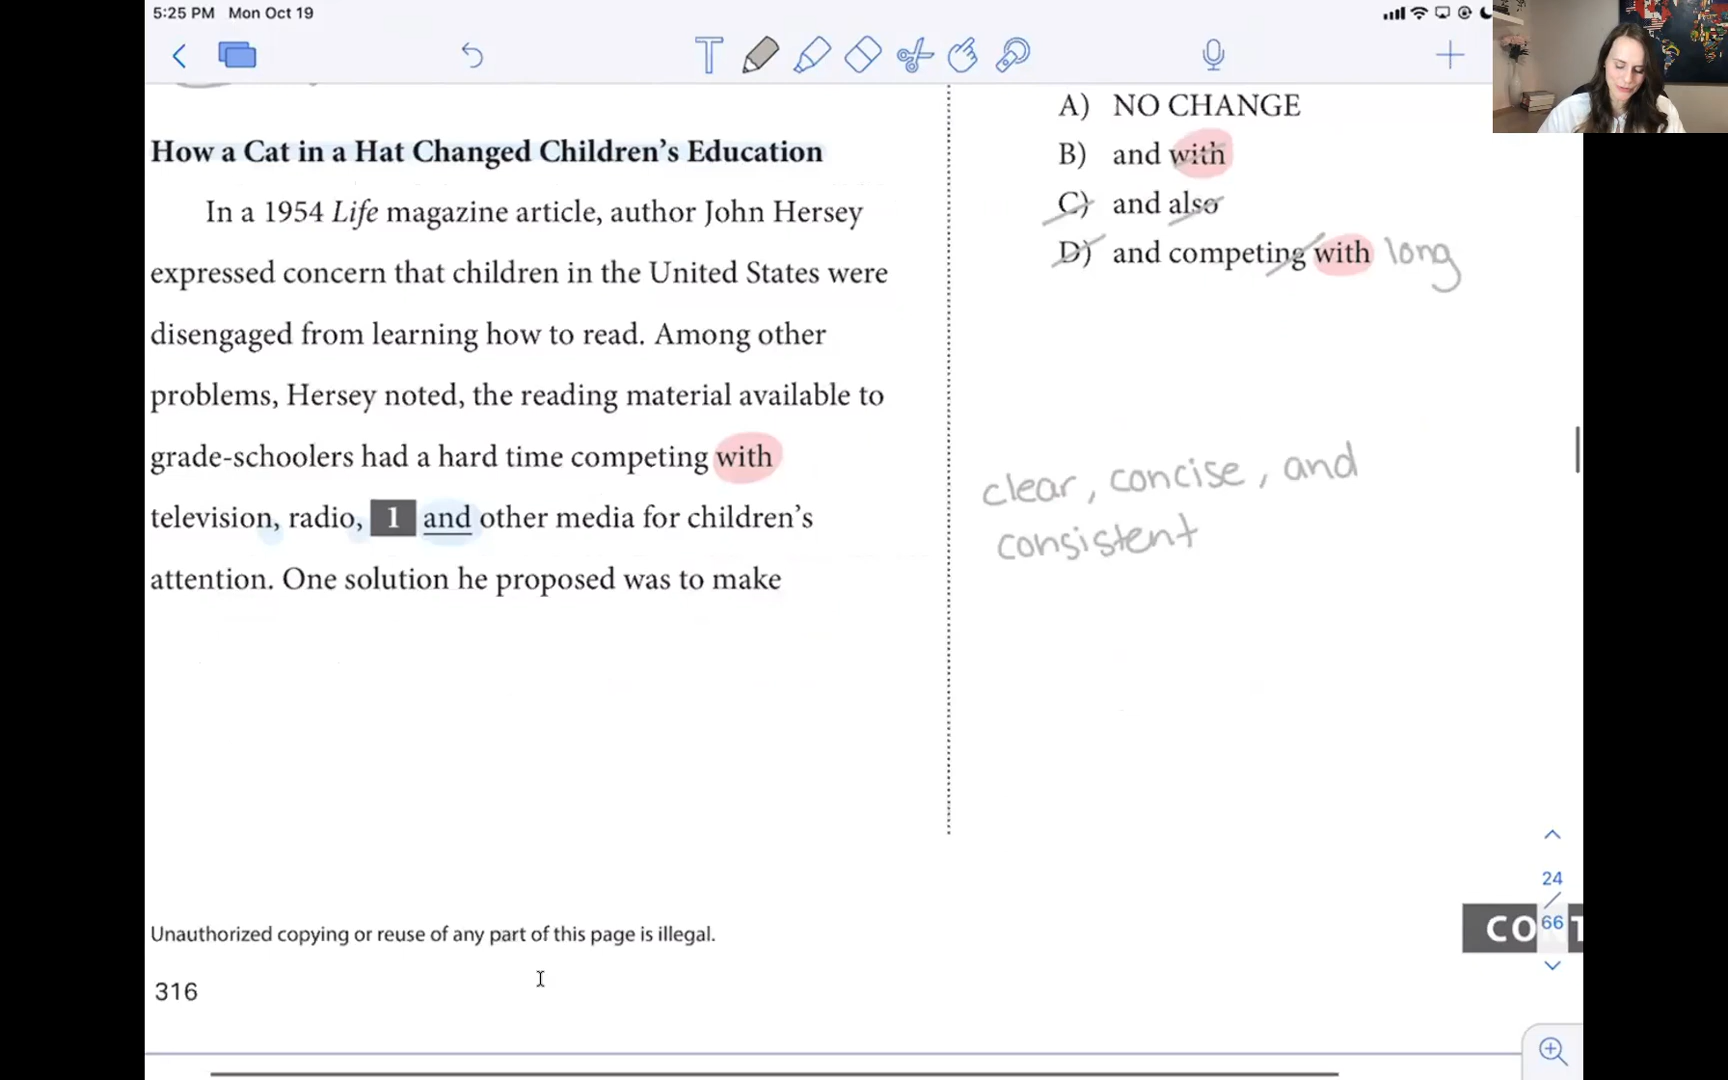 5:25 PM Mon Oct 19
How a Cat in a Hat Changed Children's Education
In a 1954 Life magazine article, author John Hersey
expressed concern that children in the United States were
disengaged from learning how to read. Among other
problems, Hersey noted, the reading material available to
grade-schoolers had a hard time competing with
television, radio, 1 and other media for children's
attention. One solution he proposed was to make
Unauthorized copying or reuse of any part of this page is illegal.
316
A) NO CHANGE
B) and with
C) and also
D) and competing with long
clear, concise, and
consistent
24
66